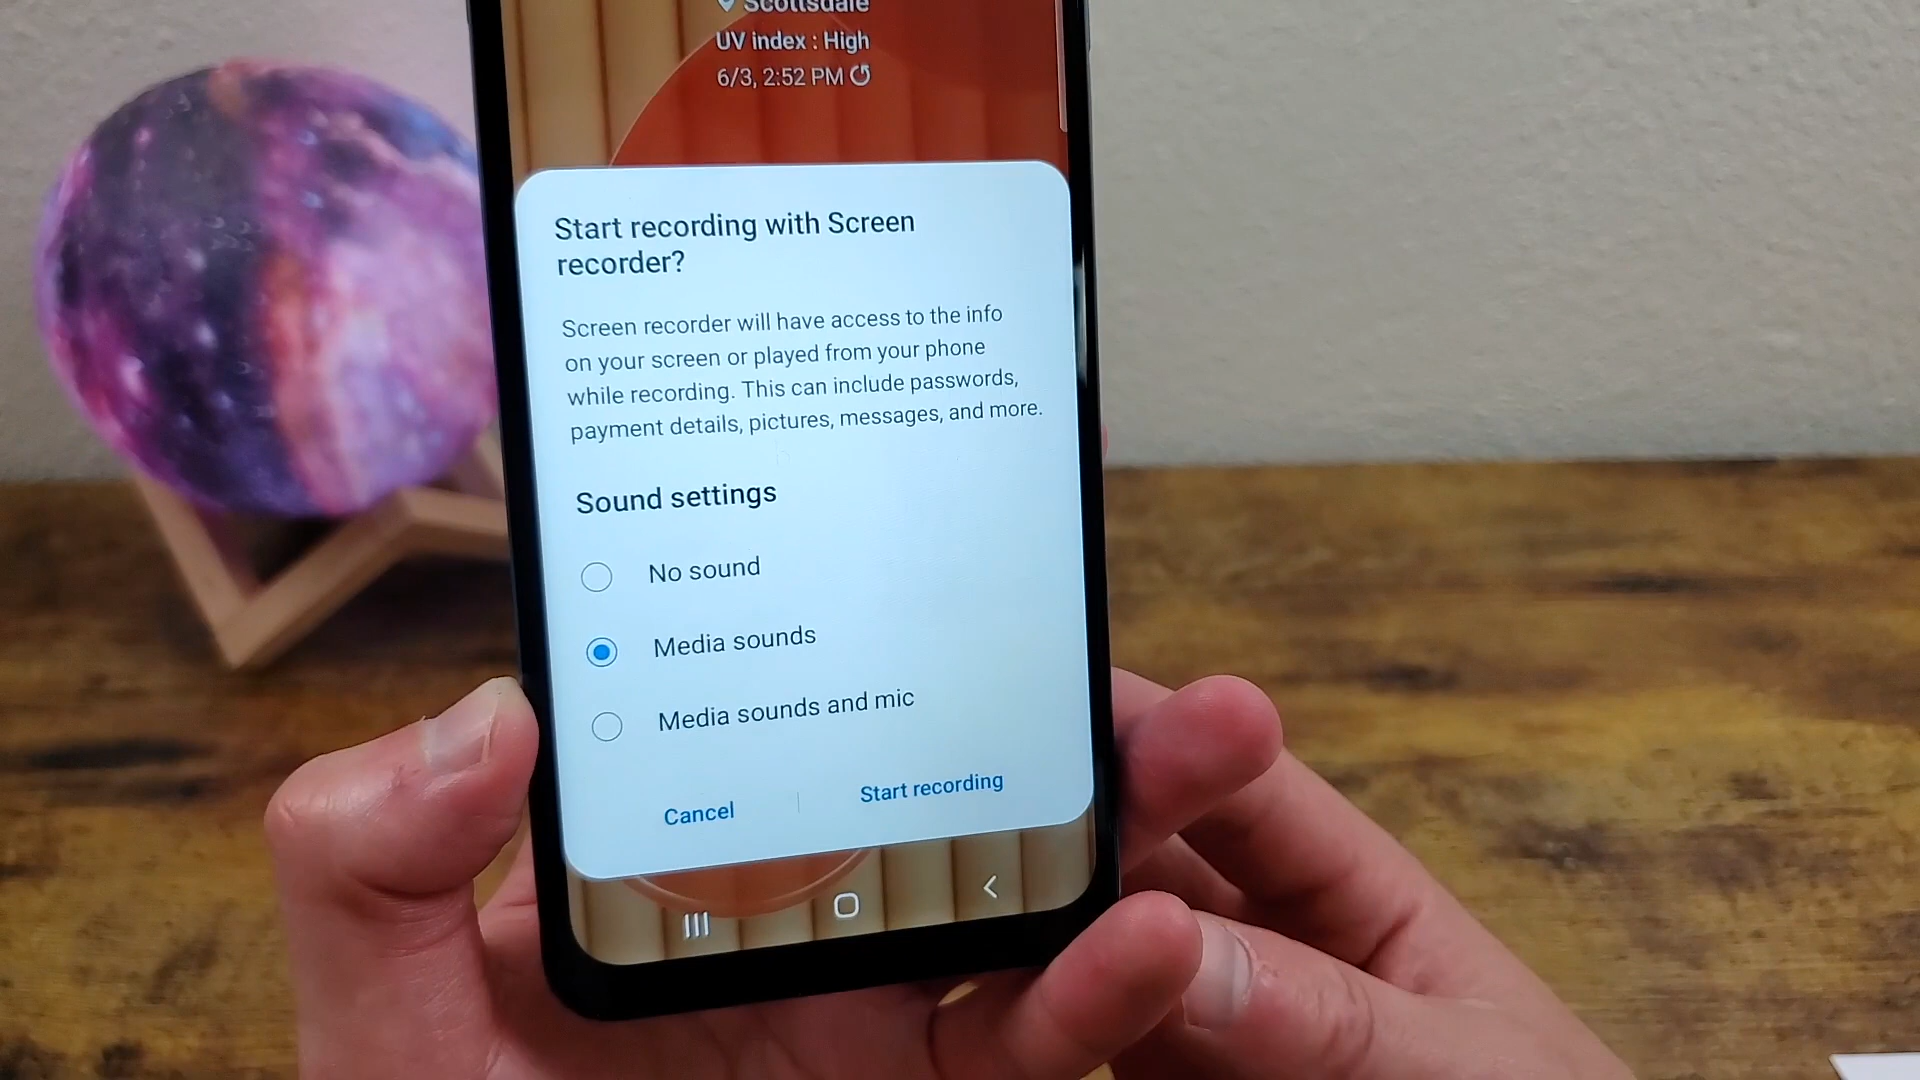 Scottsdale
UV index : High
6/3, 2:52 PM
Start recording with Screen
recorder?
Screen recorder will have access to the info
on your screen or played from your phone
while recording. This can include passwords,
payment details, pictures, messages, and more.
Sound settings
No sound
Media sounds
Media sounds and mic
Cancel
Start recording